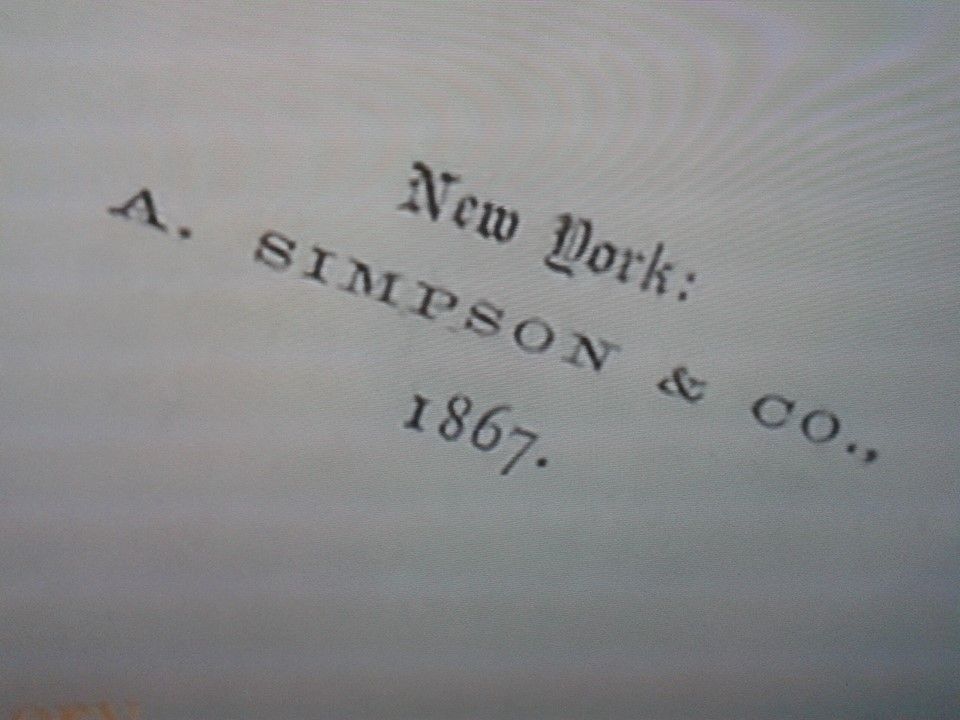 New York:
A. SIMPSON & CO.,
1867.